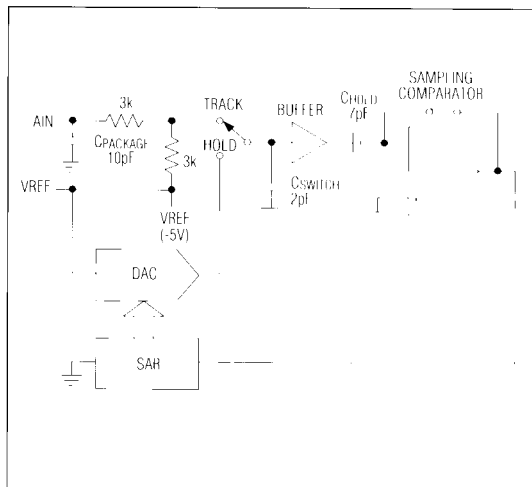 SAMPLING
COMPARATOR
3k
AIN
CPACKAGE
10pF
TRACK
HOLD
BUFFER
CHOLD
7pF
3k
VREF
VREF
(-5V)
CSWITCH
2pF
DAC
SAR